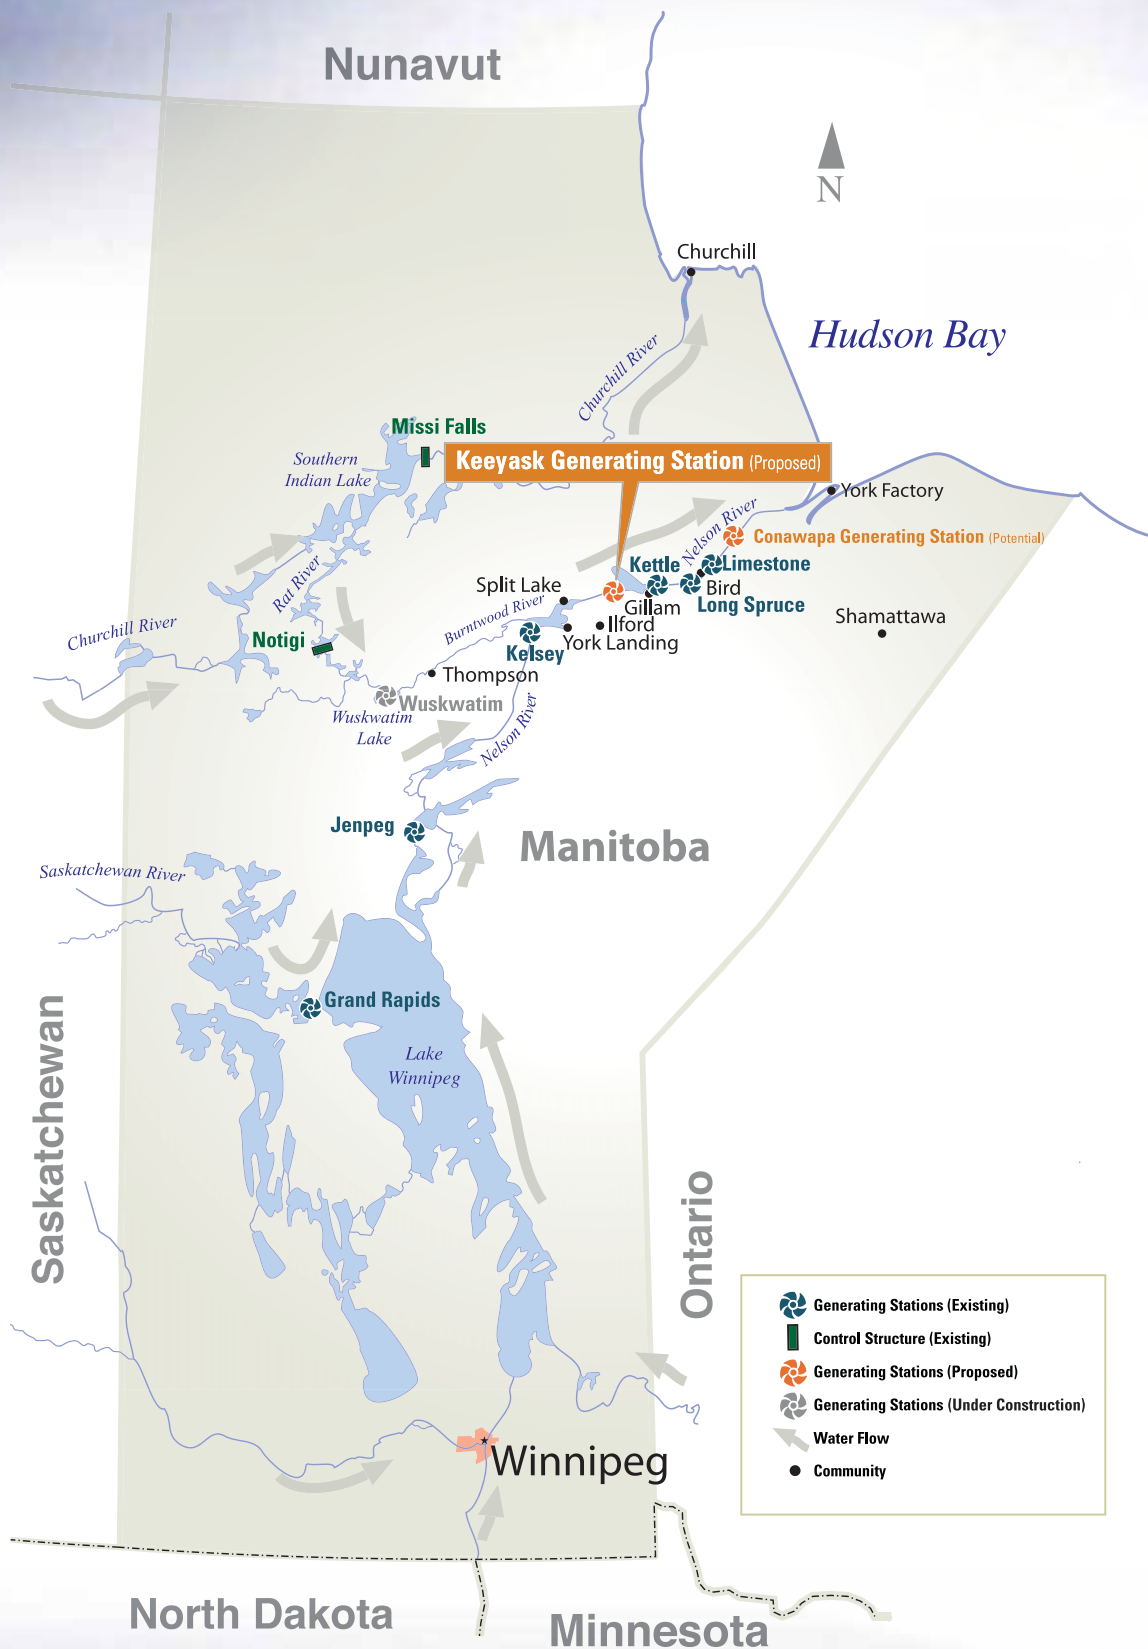 Nunavut
N
Churchill
Hudson Bay
Churchill River
Missi Falls
Southern
Indian Lake
Keeyask Generating Station (Proposed)
York Factory
Nelson River
Conawapa Generating Station (Potential)
Kettle
Limestone
Rat River
Split Lake
Bird
Gillam
Long Spruce
Burntwood River
Ilford
Shamattawa
Churchill River
Notigi
York Landing
Kelsey
Thompson
Wuskwatim
Wuskwatim
Lake
Nelson River
Jenpeg
Manitoba
Saskatchewan River
Grand Rapids
Lake
Winnipeg
Saskatchewan
Ontario
Generating Stations (Existing)
Control Structure (Existing)
Generating Stations (Proposed)
Generating Stations (Under Construction)
Water Flow
Community
Winnipeg
North Dakota
Minnesota